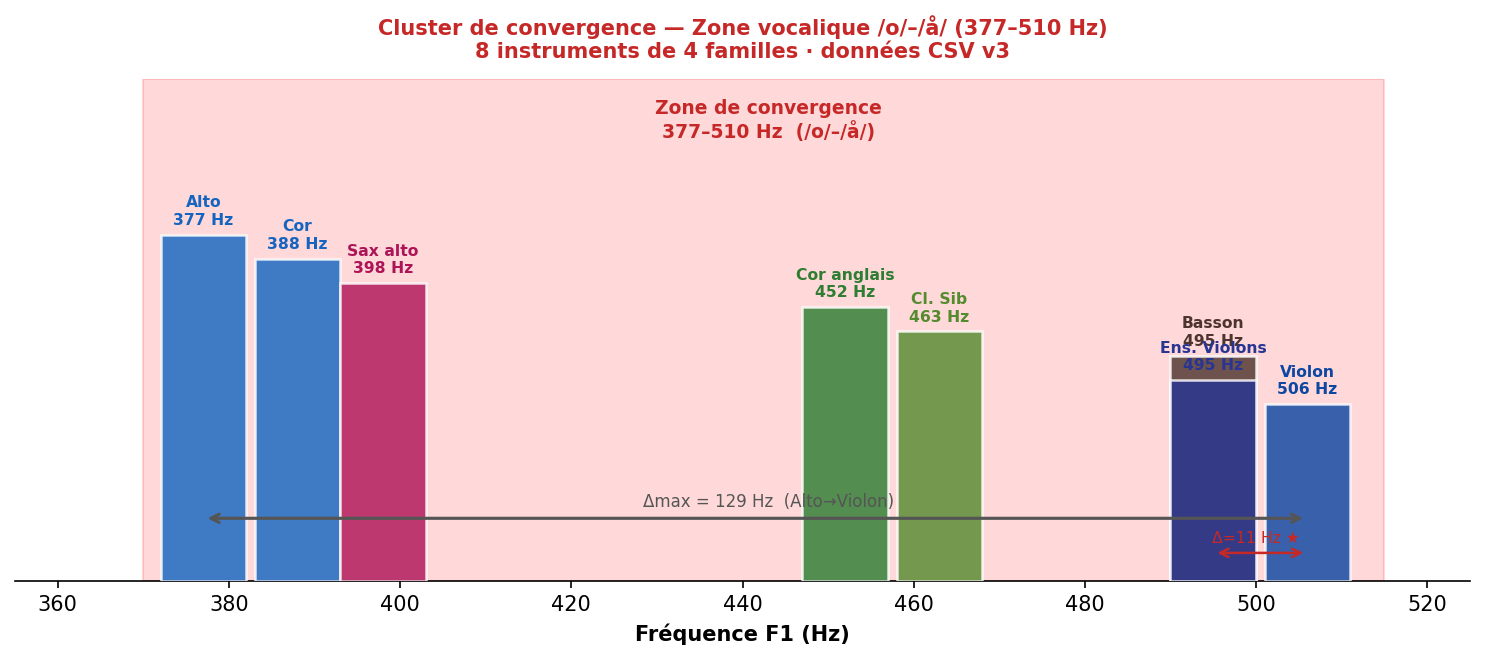 Cluster de convergence — Zone vocalique /o/–/å/ (377–510 Hz)
8 instruments de 4 familles · données CSV v3
Zone de convergence
377–510 Hz  (/o/–/å/)
Alto
377 Hz
Cor
388 Hz
Sax alto
398 Hz
Cor anglais
452 Hz
Cl. Sib
463 Hz
Basson
495 Hz
Ens. Violons
495 Hz
Violon
506 Hz
Δmax = 129 Hz  (Alto→Violon)
Δ=11 Hz ★
360 380 400 420 440 460 480 500 520
Fréquence F1 (Hz)